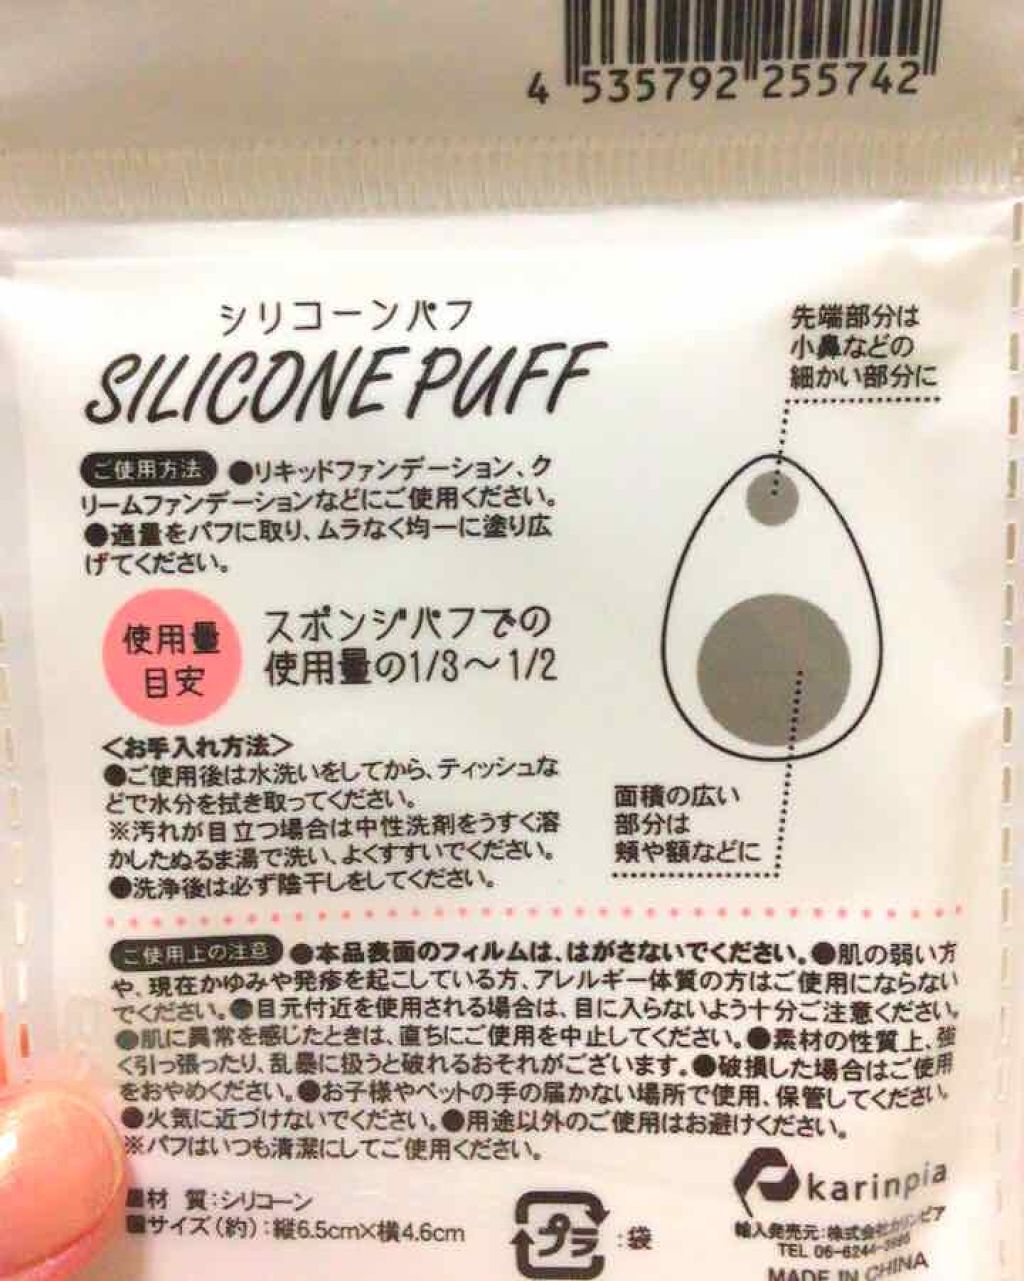 4 535792 255742
シリコーンパフ
SILICONE PUFF
先端部分は
小鼻などの
細かい部分に
ご使用方法 ●リキッドファンデーション、ク
リームファンデーションなどにご使用ください。
●適量をパフに取り、ムラなく均一に塗り広
げてください。
使用量
目安
スポンジパフでの
使用量の1/3～1/2
<お手入れ方法>
●ご使用後は水洗いをしてから、ティッシュな
どで水分を拭き取ってください。
※汚れが目立つ場合は中性洗剤をうすく溶
かしたぬるま湯で洗い、よくすすいでください。
●洗浄後は必ず陰干しをしてください。
面積の広い
部分は
頬や額などに
ご使用上の注意 ●本品表面のフィルムは、はがさないでください。●肌の弱い方
や、現在かゆみや発疹を起こしている方、アレルギー体質の方はご使用にならない
でください。●目元付近を使用される場合は、目に入らないよう十分ご注意ください。
●肌に異常を感じたときは、直ちにご使用を中止してください。●素材の性質上、強
く引っ張ったり、乱暴に扱うと破れるおそれがございます。●破損した場合はご使用
をおやめください。●お子様やペットの手の届かない場所で使用、保管してください。
●火気に近づけないでください。●用途以外のご使用はお避けください。
※パフはいつも清潔にしてご使用ください。
■材 質:シリコーン
■サイズ(約):縦6.5cm×横4.6cm
プラ :袋
karinpia
輸入発売元:株式会社カリンピア
TEL 06-6244-
MADE IN CHINA